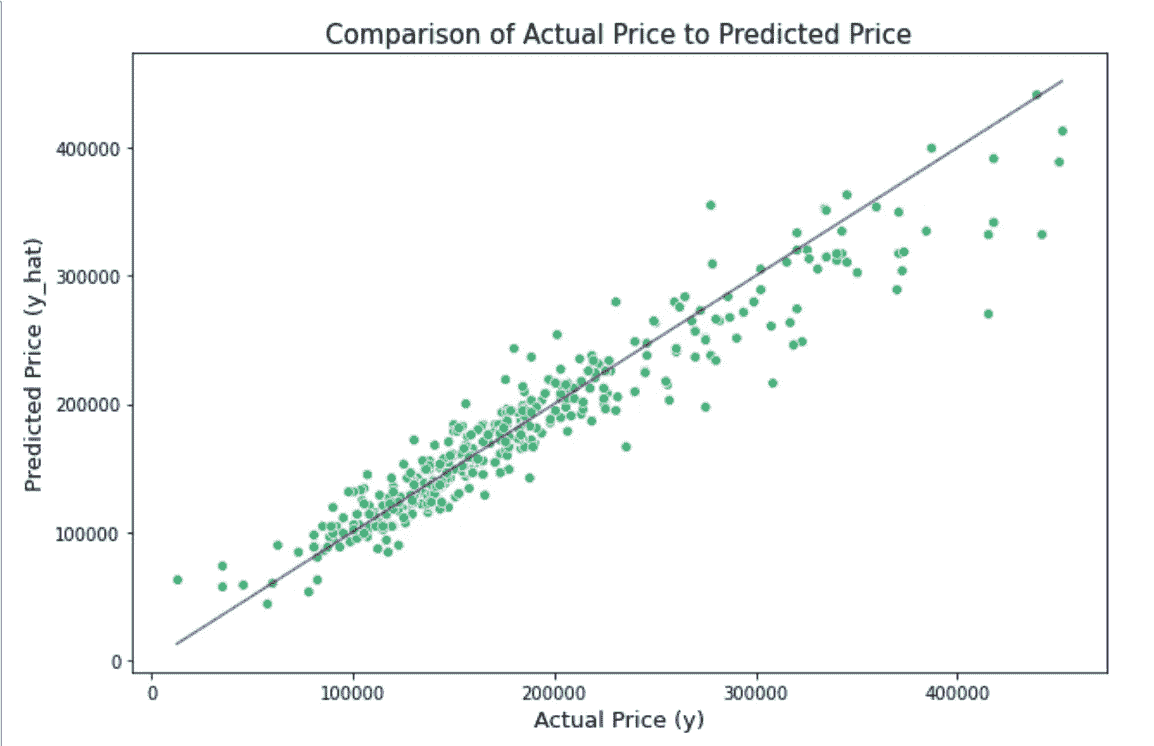 Comparison of Actual Price to Predicted Price
Predicted Price (y_hat)
400000
300000
200000
100000
0
0 100000 200000 300000 400000
Actual Price (y)